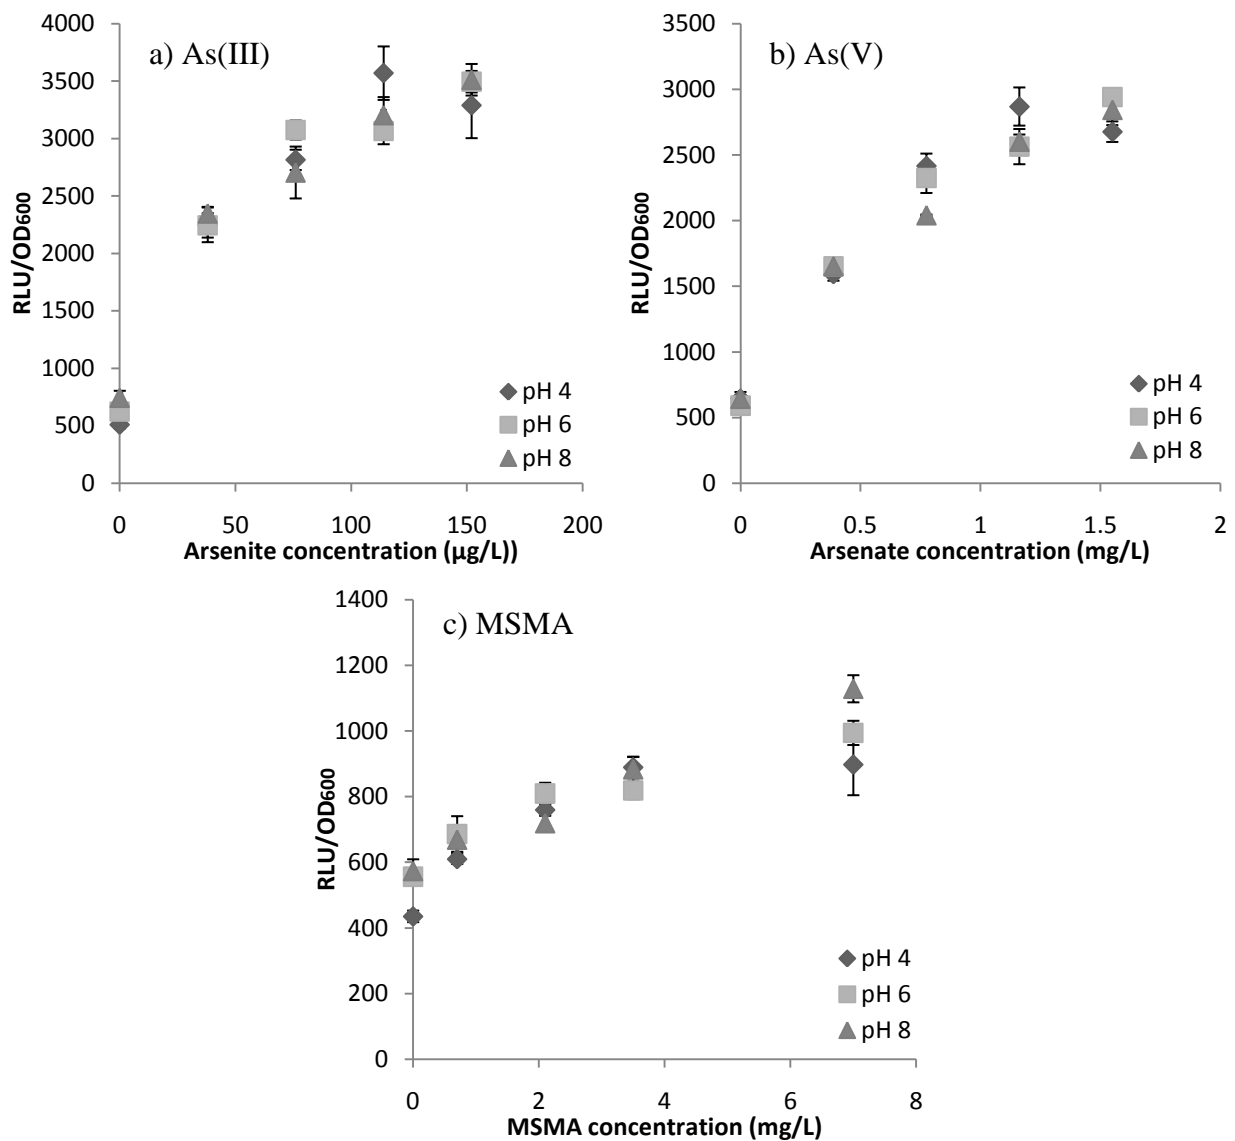 a) As(III)
4000
3500
3000
2500
2000
1500
1000
500
0
RLU/OD600
0 50 100 150 200
Arsenite concentration (µg/L))
pH 4
pH 6
pH 8
b) As(V)
3500
3000
2500
2000
1500
1000
500
0
RLU/OD600
0 0.5 1 1.5 2
Arsenate concentration (mg/L)
pH 4
pH 6
pH 8
c) MSMA
1400
1200
1000
800
600
400
200
0
RLU/OD600
0 2 4 6 8
MSMA concentration (mg/L)
pH 4
pH 6
pH 8